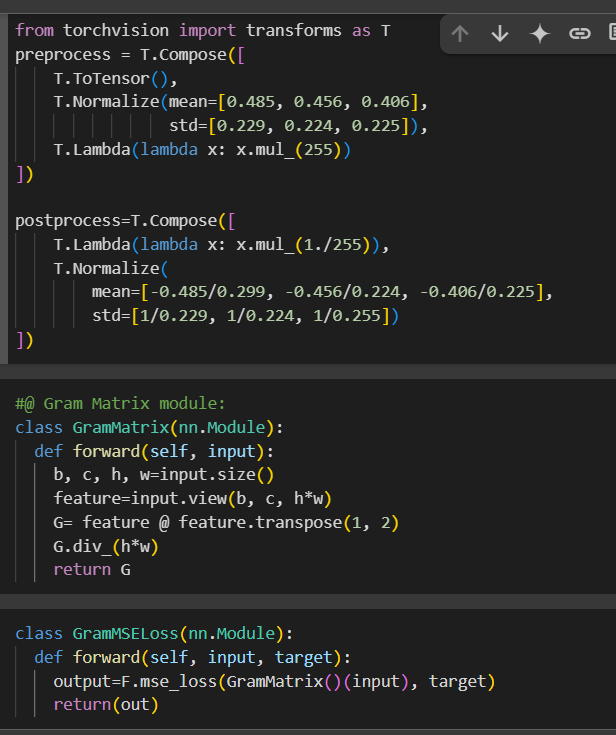 from torchvision import transforms as T
preprocess = T.Compose([
    T.ToTensor(),
    T.Normalize(mean=[0.485, 0.456, 0.406],
                std=[0.229, 0.224, 0.225]),
    T.Lambda(lambda x: x.mul_(255))
])
postprocess=T.Compose([
    T.Lambda(lambda x: x.mul_(1./255)),
    T.Normalize(
        mean=[-0.485/0.299, -0.456/0.224, -0.406/0.225],
        std=[1/0.229, 1/0.224, 1/0.255])
])
#@ Gram Matrix module:
class GramMatrix(nn.Module):
  def forward(self, input):
    b, c, h, w=input.size()
    feature=input.view(b, c, h*w)
    G= feature @ feature.transpose(1, 2)
    G.div_(h*w)
    return G
class GramMSELoss(nn.Module):
  def forward(self, input, target):
    output=F.mse_loss(GramMatrix()(input), target)
    return(out)